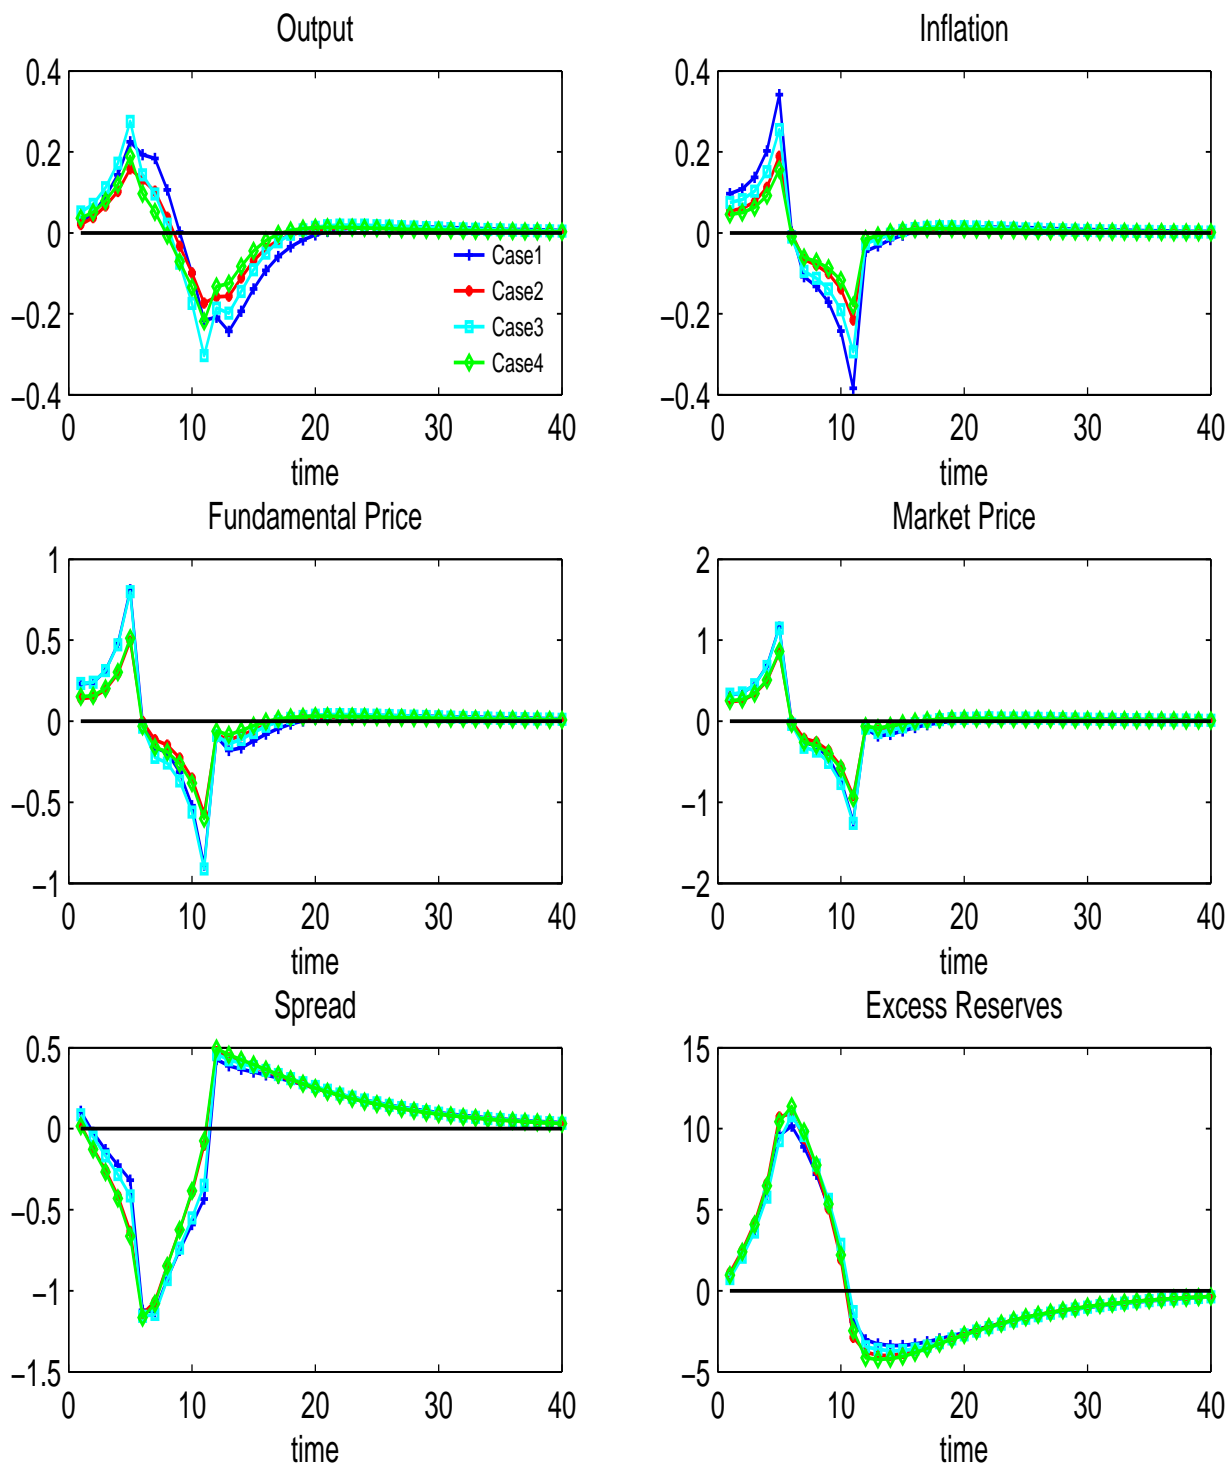 Output
0.4
0.2
0
−0.2
−0.4
0 10 20 30 40
time
Case1
Case2
Case3
Case4
Inflation
0.4
0.2
0
−0.2
−0.4
0 10 20 30 40
time
Fundamental Price
1
0.5
0
−0.5
−1
0 10 20 30 40
time
Market Price
2
1
0
−1
−2
0 10 20 30 40
time
Spread
0.5
0
−0.5
−1
−1.5
0 10 20 30 40
time
Excess Reserves
15
10
5
0
−5
0 10 20 30 40
time